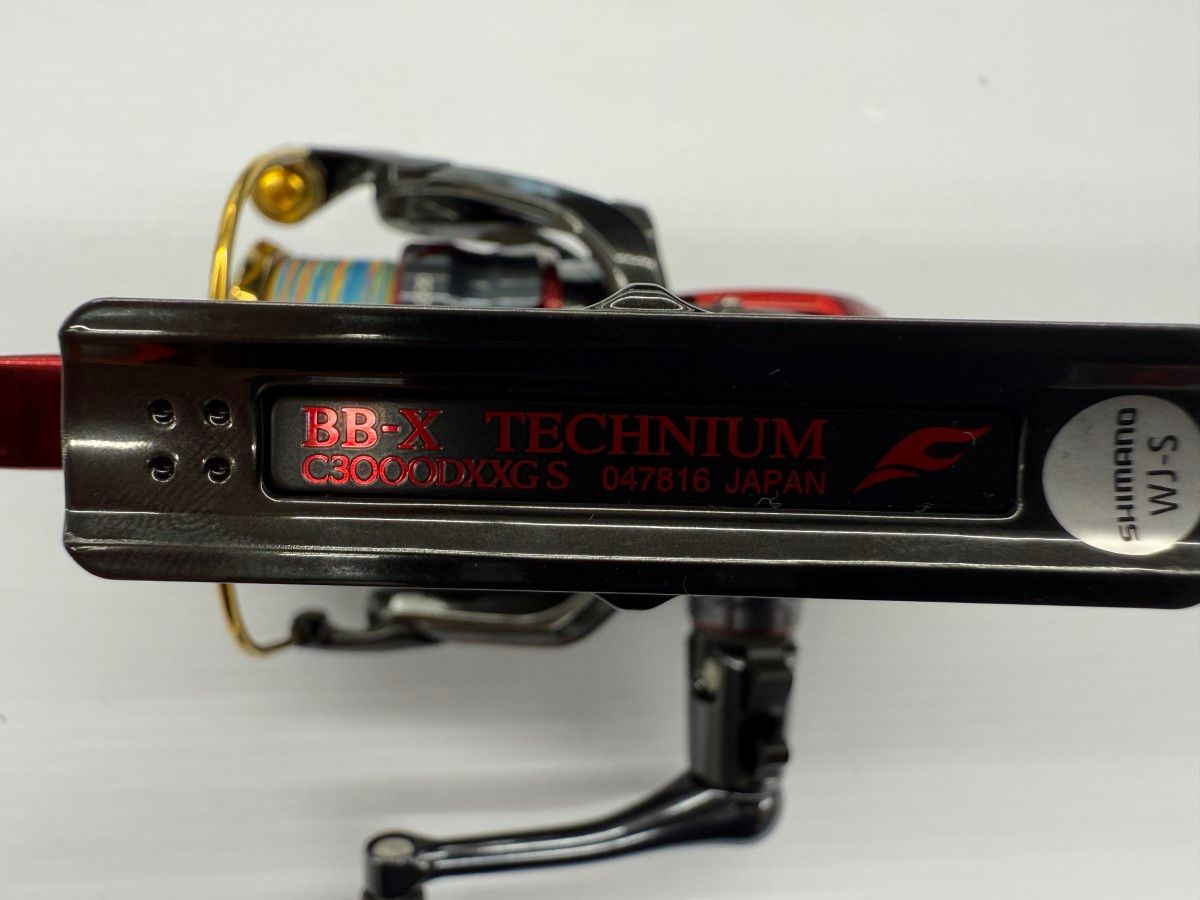 BB-X TECHNIUM
C3000DXXG S 047816 JAPAN
SHIMANO
WJ-S